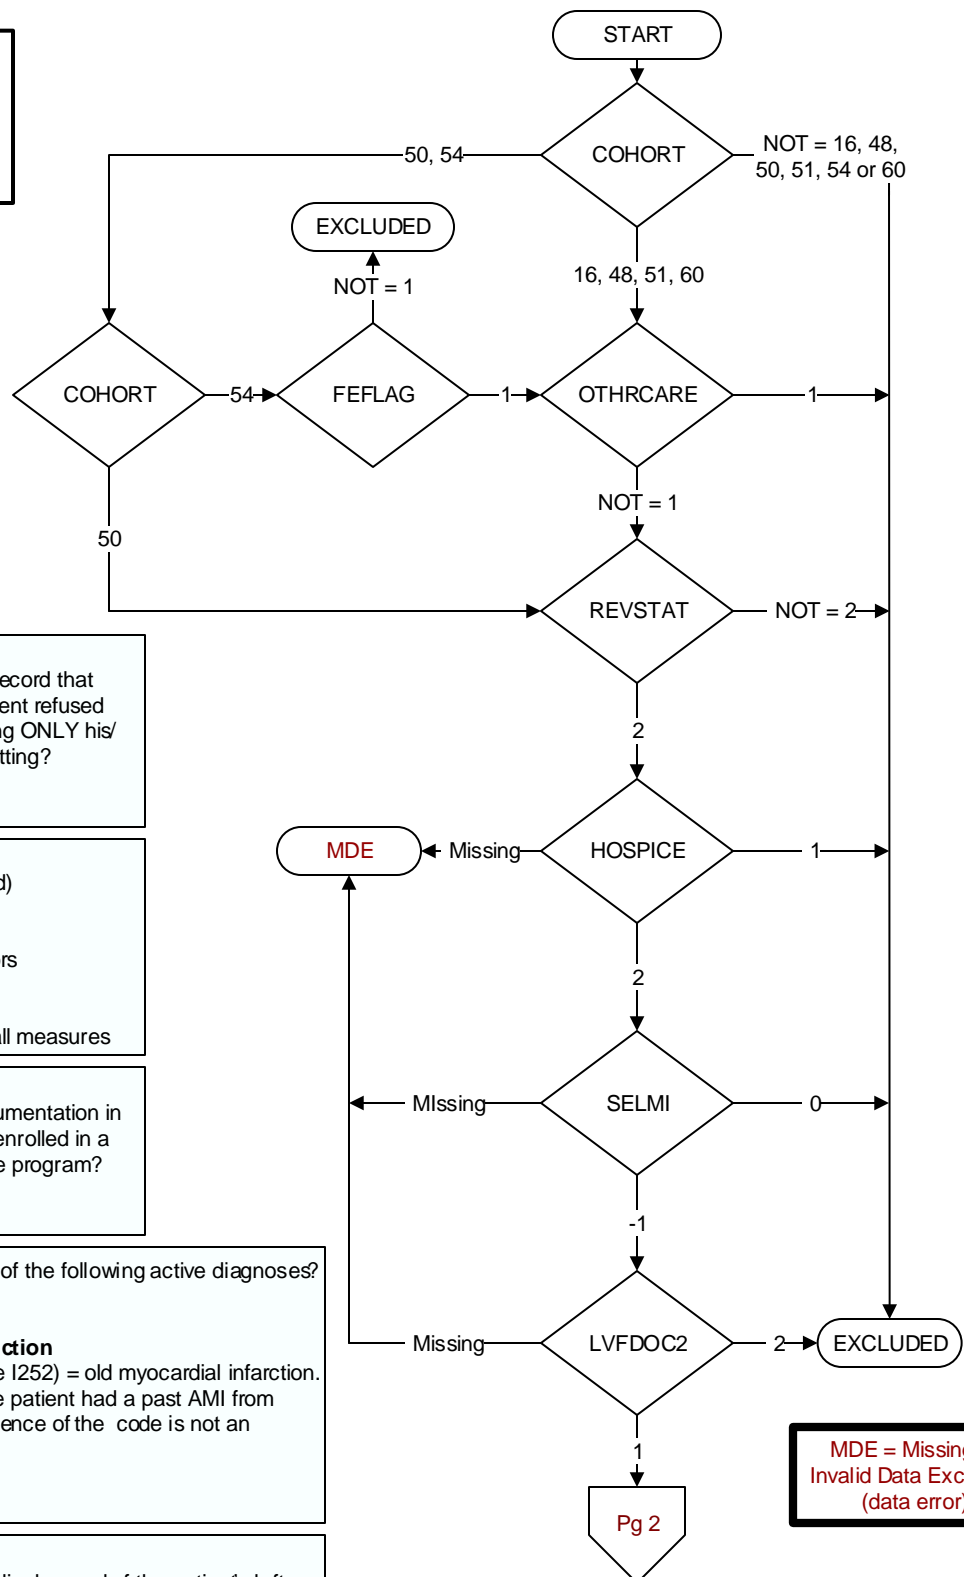 START
COHORT
50, 54
NOT = 16, 48,
50, 51, 54 or 60
EXCLUDED
NOT = 1
16, 48, 51, 60
COHORT
54
FEFLAG
1
OTHRCARE
1
NOT = 1
50
REVSTAT
NOT = 2
ecord that
ent refused
ng ONLY his/
tting?
2
MDE
Missing
HOSPICE
1
d)
rs
all measures
2
umentation in
enrolled in a
e program?
MIssing
SELMI
0
-1
of the following active diagnoses?
ction
e I252) = old myocardial infarction.
e patient had a past AMI from
ence of the code is not an
Missing
LVFDOC2
2
EXCLUDED
1
MDE = Missing
Invalid Data Exc
(data error)
Pg 2